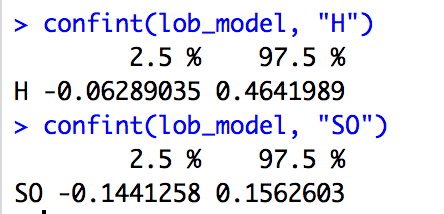 > confint(lob_model, "H")
2.5 % 97.5 %
H -0.06289035 0.4641989
> confint(lob_model, "SO")
2.5 % 97.5 %
SO -0.1441258 0.1562603